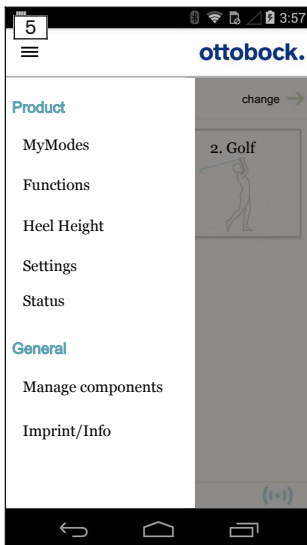 5
3:57
ottobock.
change
Product
MyModes
2. Golf
Functions
Heel Height
Settings
Status
General
Manage components
Imprint/Info